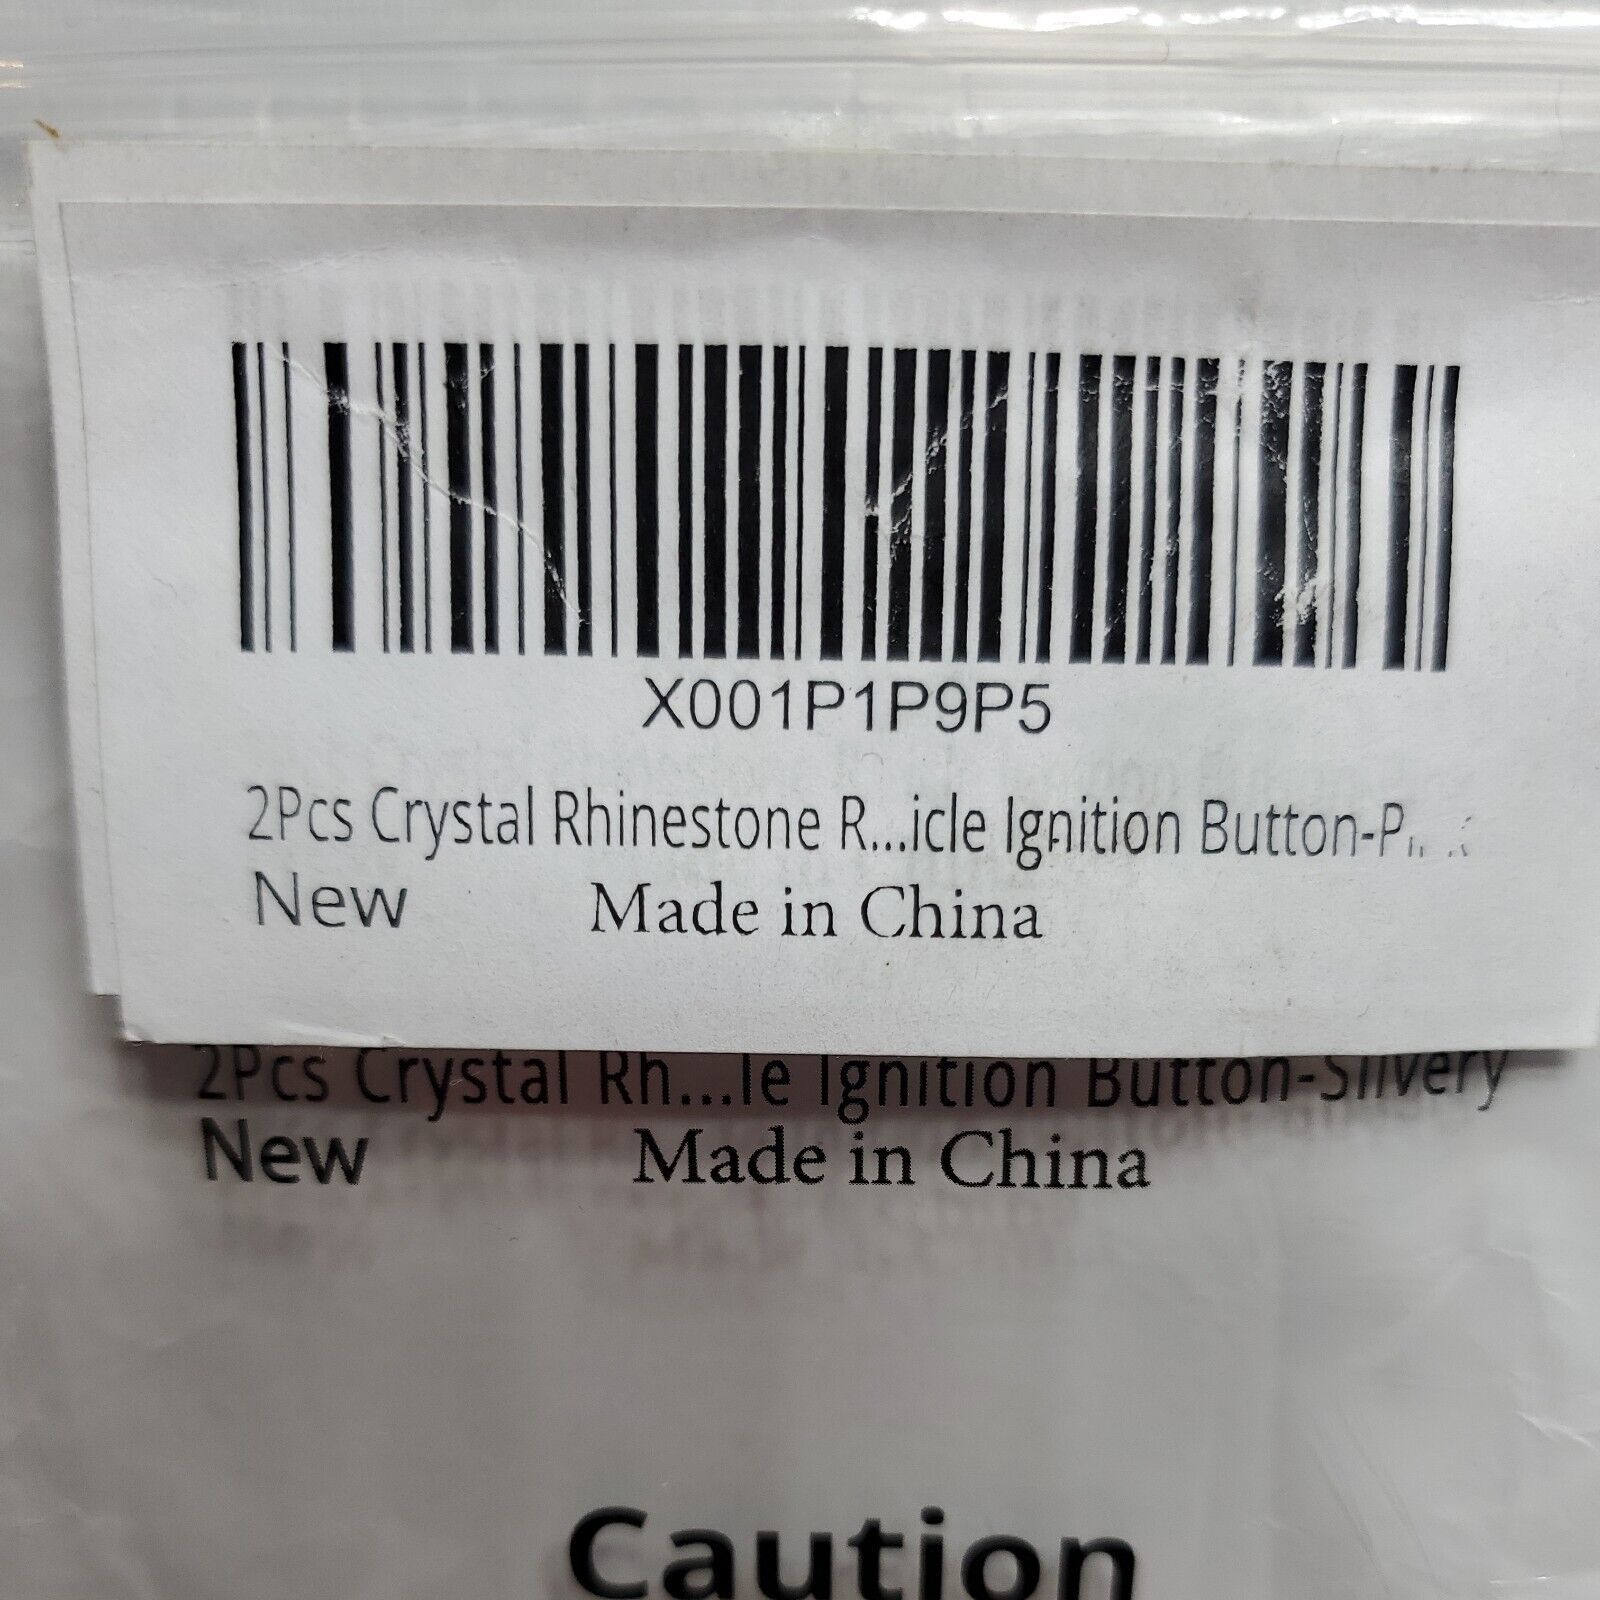 X001P1P9P5
2Pcs Crystal Rhinestone R...icle Ignition Button-P
New Made in China
2Pcs Crystal Rh...le Ignition Button-Silvery
New Made in China
Caution